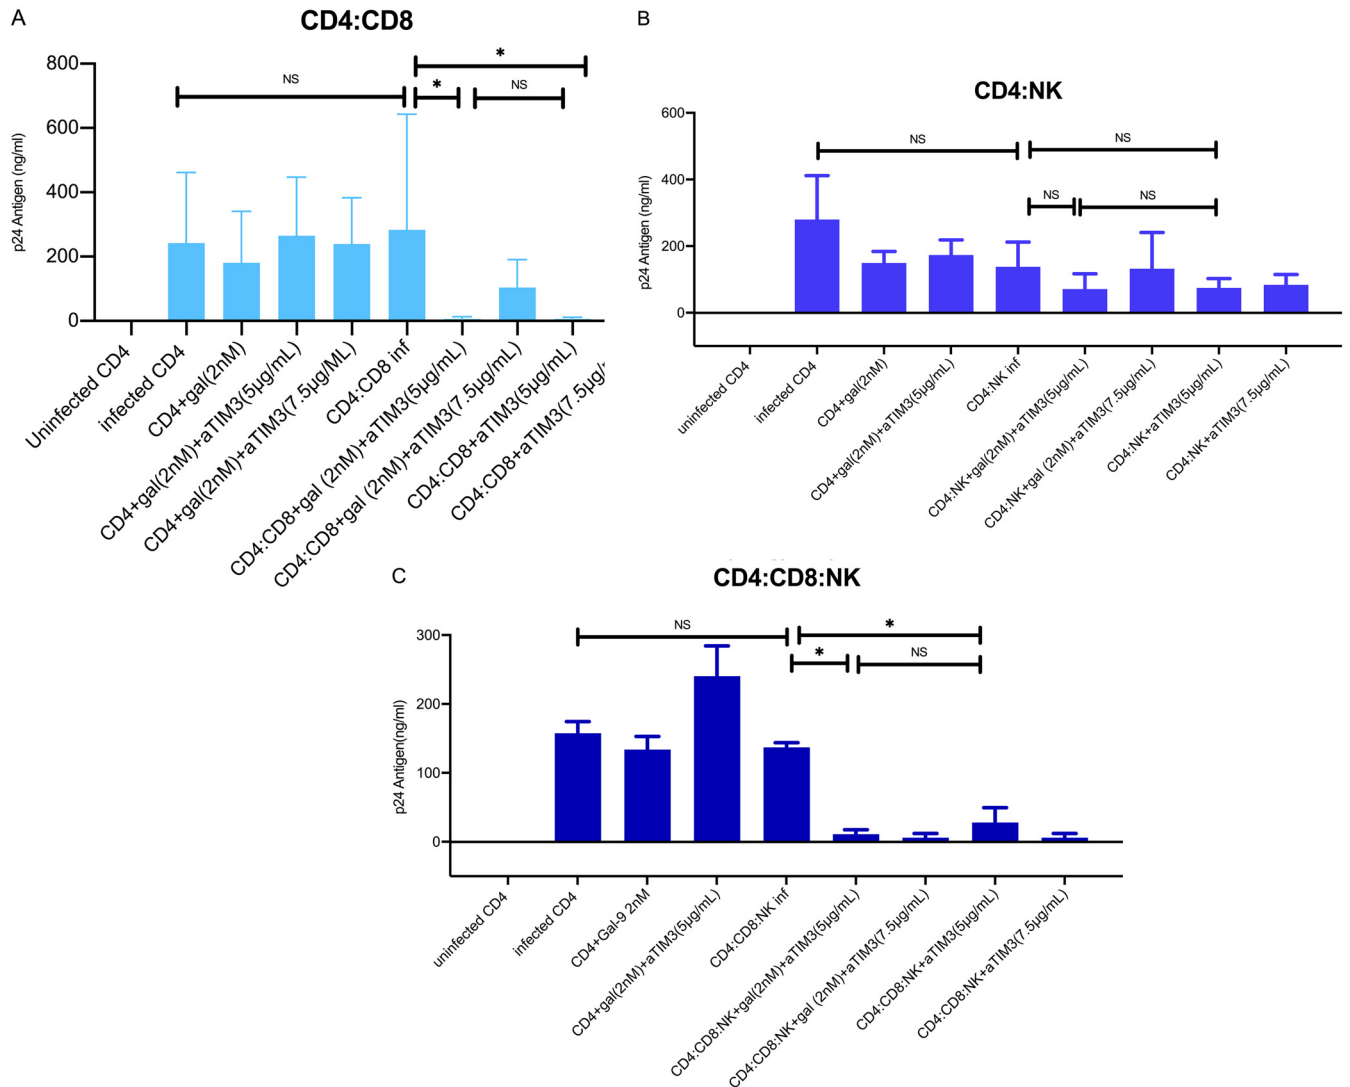 A
CD4:CD8
p24 Antigen (ng/ml)
800
600
400
200
0
NS
*
*
NS
Uninfected CD4
infected CD4
CD4+gal(2nM)
CD4+gal(2nM)+aTIM3(5µg/mL)
CD4+gal(2nM)+aTIM3(7.5µg/ML)
CD4:CD8 inf
CD4:CD8+gal (2nM)+aTIM3(5µg/mL)
CD4:CD8+gal (2nM)+aTIM3(7.5µg/mL)
CD4:CD8+aTIM3(5µg/mL)
CD4:CD8+aTIM3(7.5µg/
B
CD4:NK
p24 Antigen (ng/ml)
600
400
200
0
NS
NS
NS
NS
uninfected CD4
infected CD4
CD4+gal(2nM)
CD4+gal(2nM)+aTIM3(5µg/mL)
CD4:NK inf
CD4:NK+gal(2nM)+aTIM3(5µg/mL)
CD4:NK+gal (2nM)+aTIM3(7.5µg/mL)
CD4:NK+aTIM3(5µg/mL)
CD4:NK+aTIM3(7.5µg/mL)
C
CD4:CD8:NK
p24 Antigen(ng/ml)
300
200
100
0
NS
*
*
NS
uninfected CD4
infected CD4
CD4+Gal-9 2nM
CD4+gal(2nM)+aTIM3(5µg/mL)
CD4:CD8:NK inf
CD4:CD8:NK+gal(2nM)+aTIM3(5µg/mL)
CD4:CD8:NK+gal (2nM)+aTIM3(7.5µg/mL)
CD4:CD8:NK+aTIM3(5µg/mL)
CD4:CD8:NK+aTIM3(7.5µg/mL)